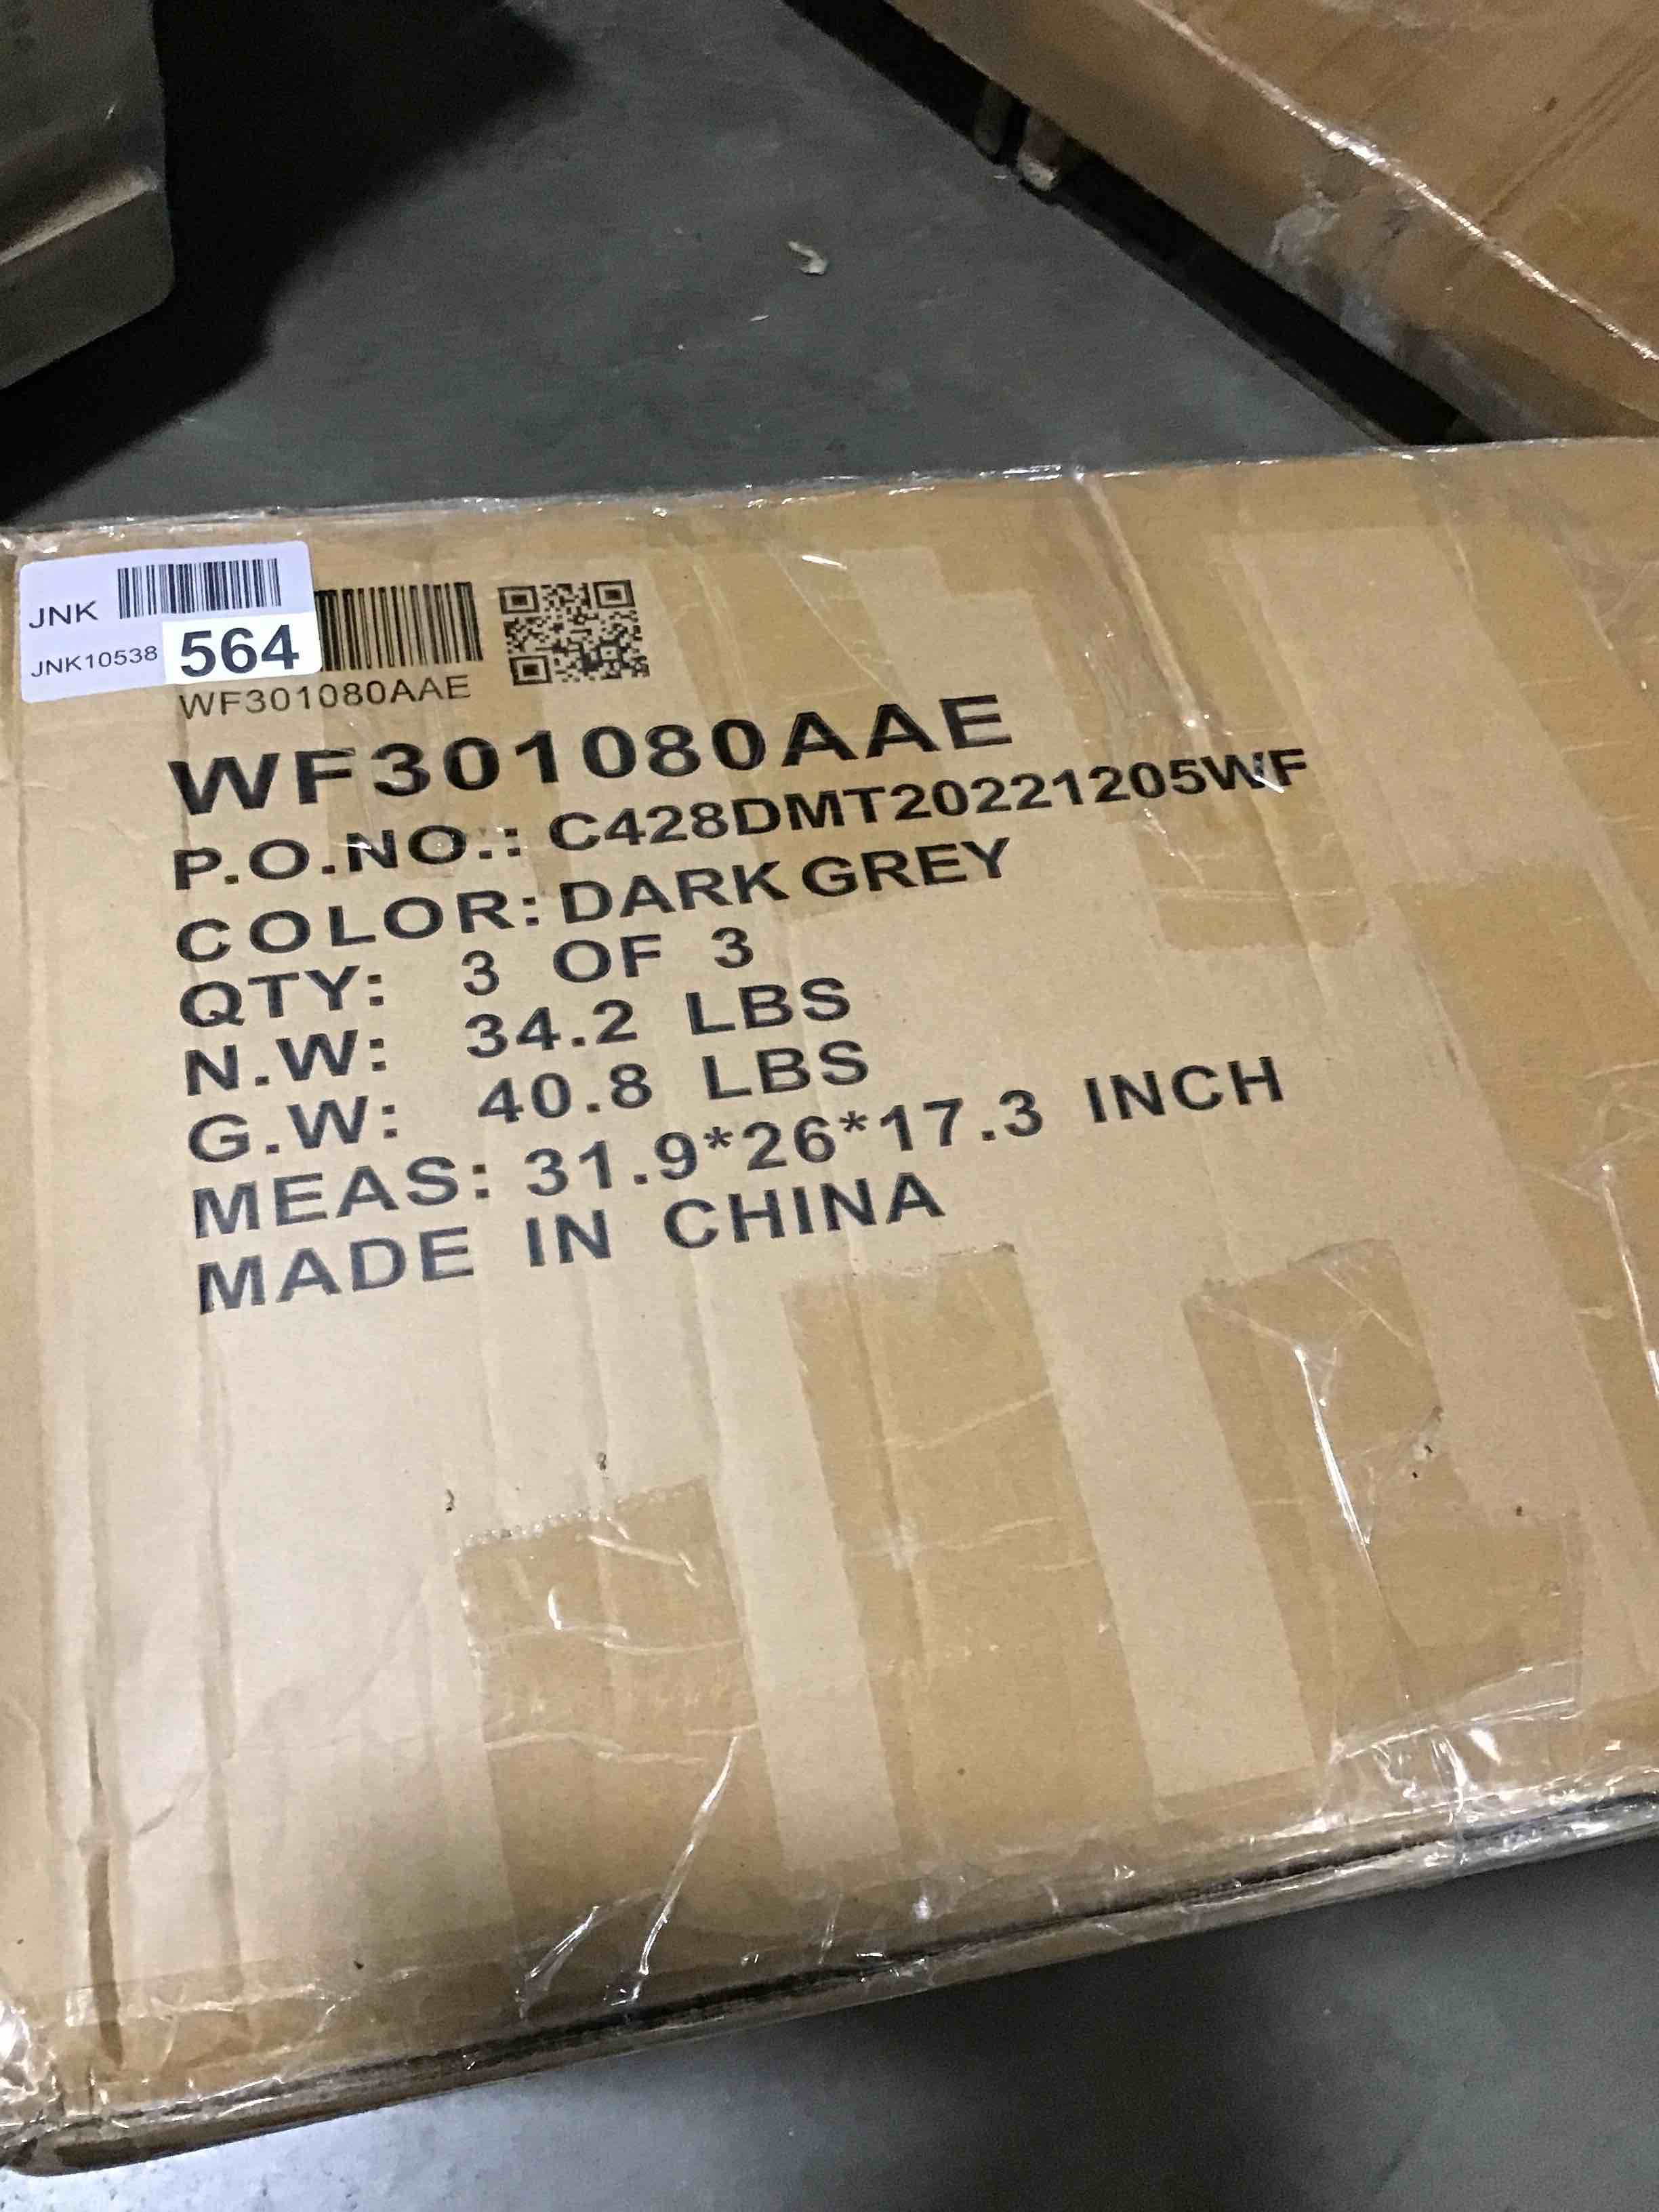 JNK
JNK10538 564
WF301080AAE
WF301080AAE
P.O.NO.: C428DMT20221205WF
COLOR: DARK GREY
QTY: 3 OF 3
N.W: 34.2 LBS
G.W: 40.8 LBS
MEAS: 31.9*26*17.3 INCH
MADE IN CHINA